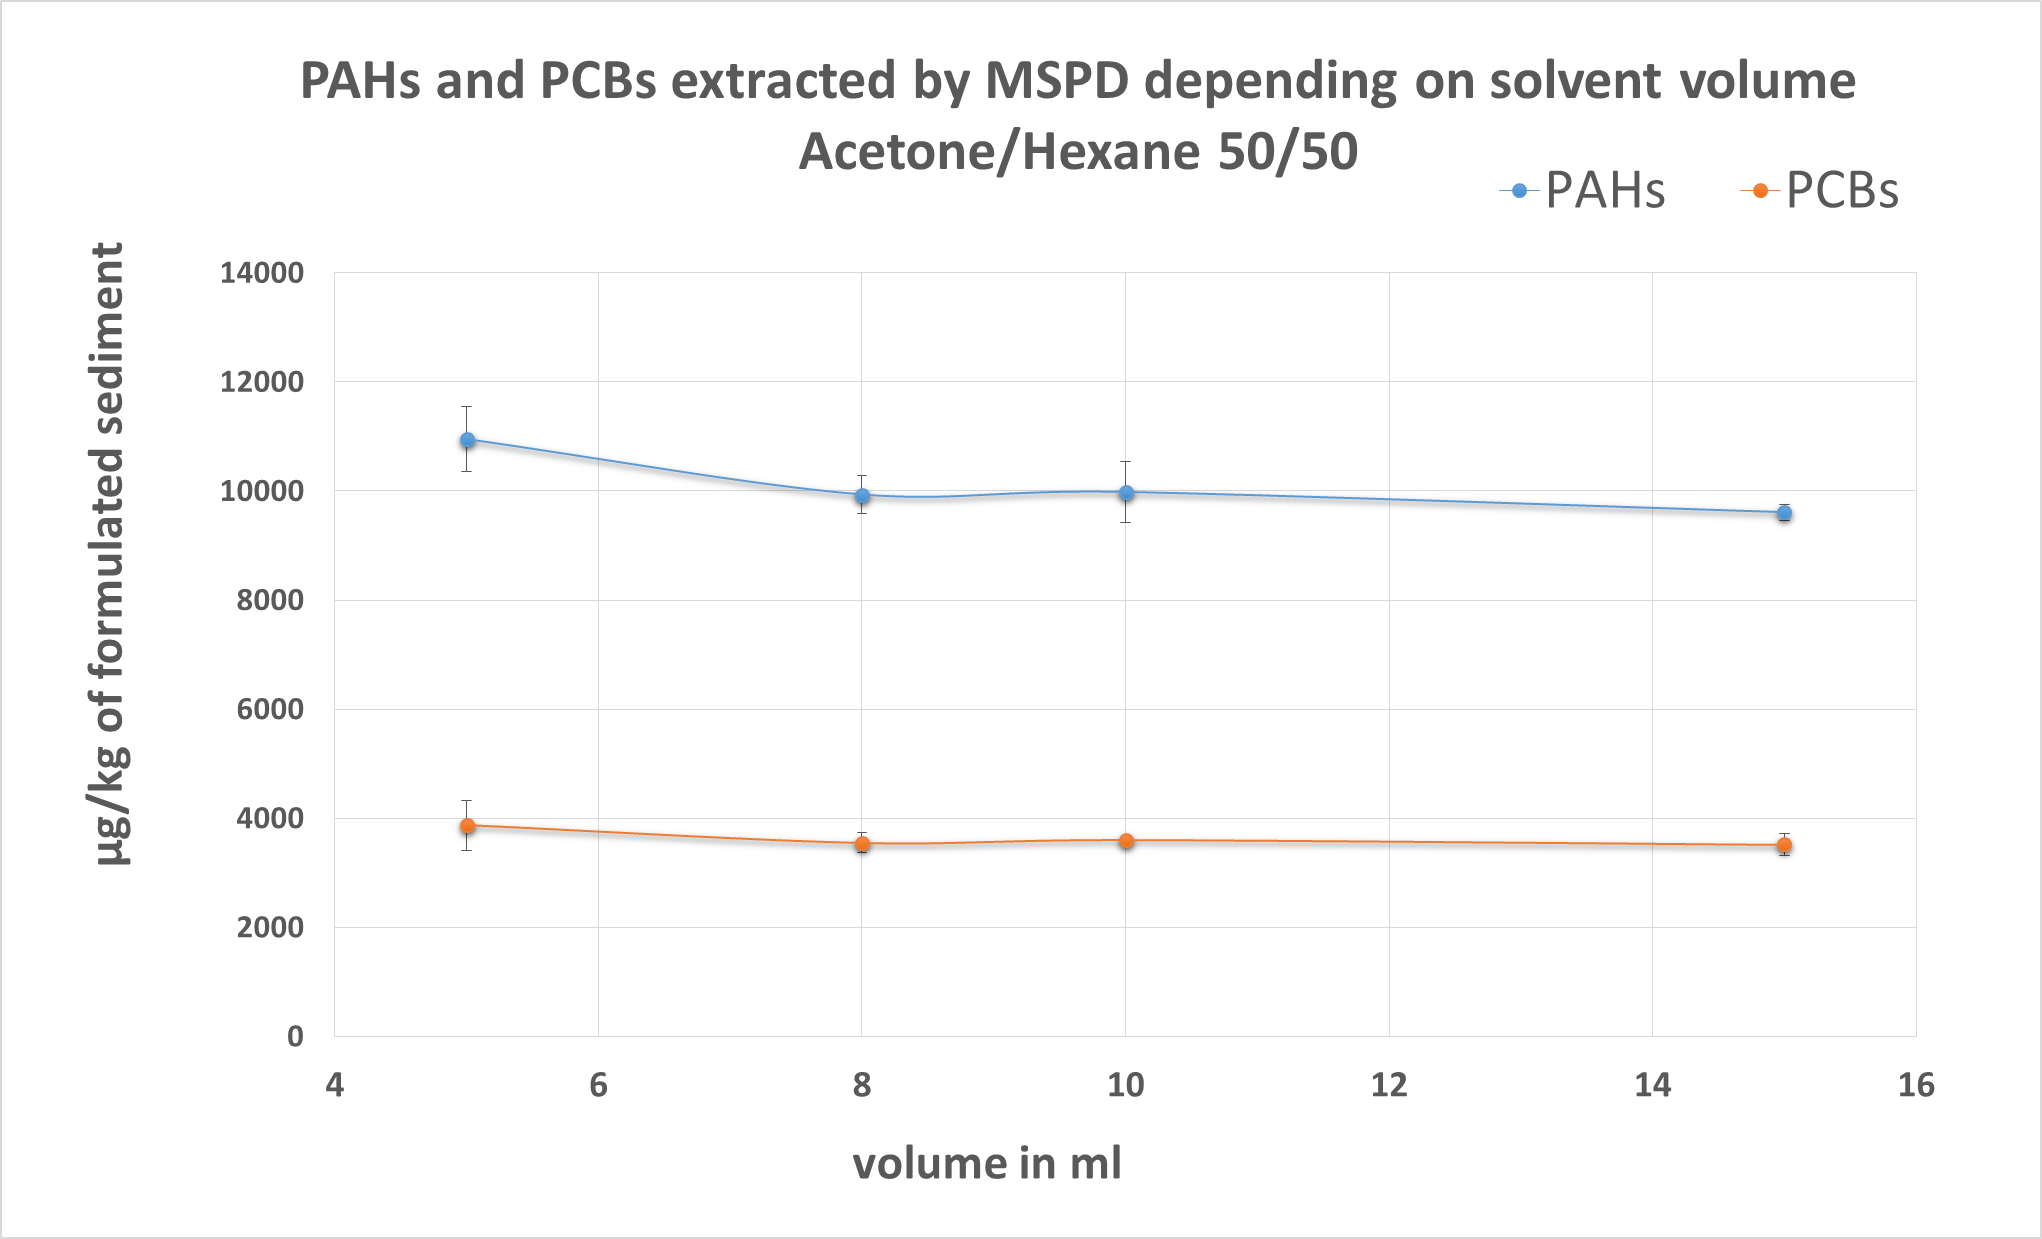 PAHs and PCBs extracted by MSPD depending on solvent volume
Acetone/Hexane 50/50
PAHs
PCBs
µg/kg of formulated sediment
14000
12000
10000
8000
6000
4000
2000
0
4 6 8 10 12 14 16
volume in ml